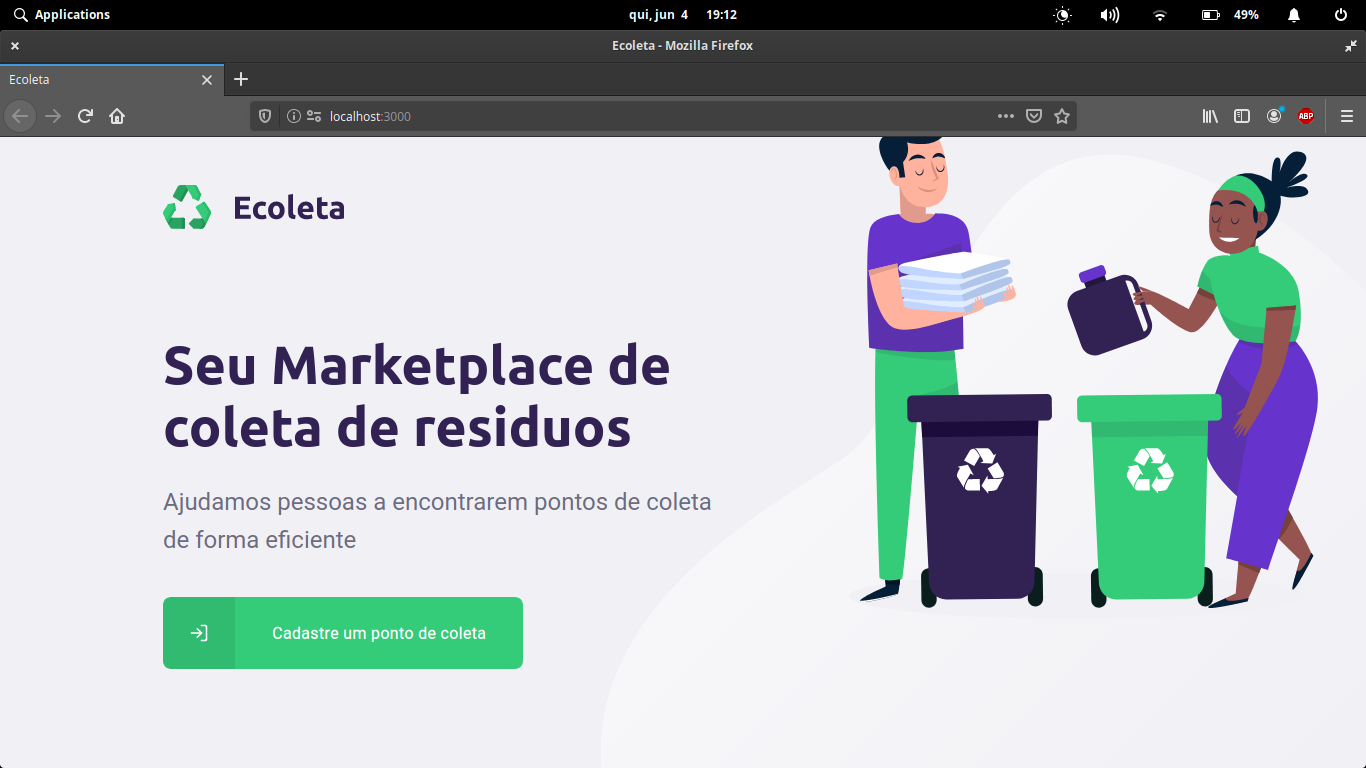 Applications
qui, jun 4 19:12
49%
Ecoleta - Mozilla Firefox
Ecoleta
localhost:3000
ABP
Ecoleta
Seu Marketplace de
coleta de residuos
Ajudamos pessoas a encontrarem pontos de coleta
de forma eficiente
Cadastre um ponto de coleta